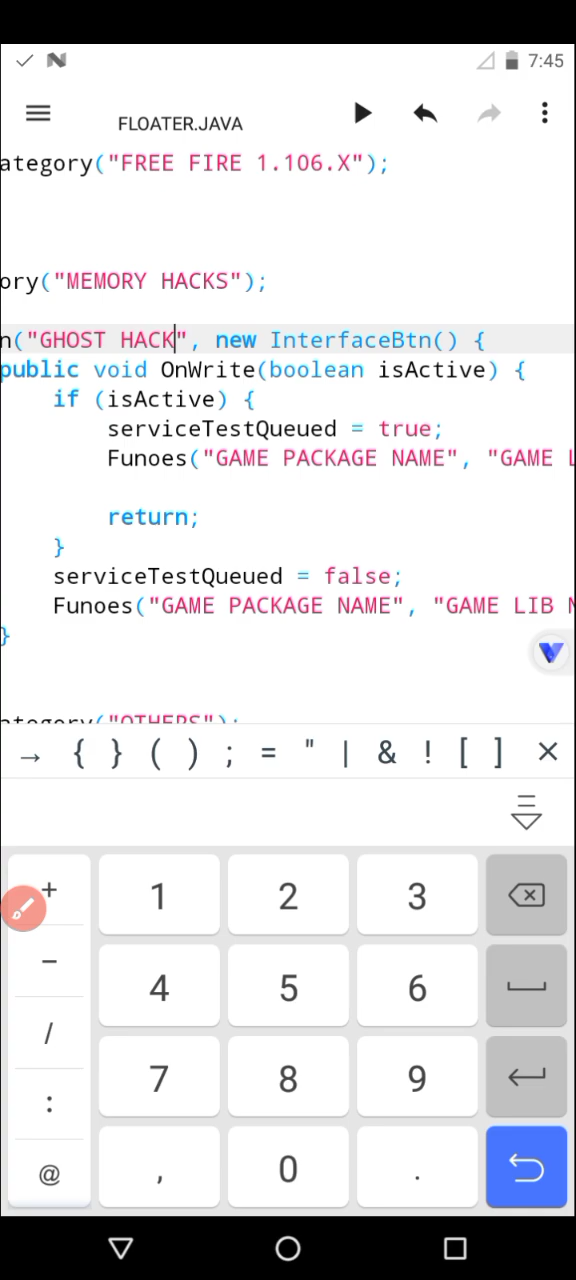 7:45
FLOATER.JAVA
ategory("FREE FIRE 1.106.X");
ory("MEMORY HACKS");
n("GHOST HACK", new InterfaceBtn() {
public void OnWrite(boolean isActive) {
if (isActive) {
serviceTestQueued = true;
Funoes("GAME PACKAGE NAME", "GAME L
return;
}
serviceTestQueued = false;
Funoes("GAME PACKAGE NAME", "GAME LIB N
}
ategory("OTHERS");
→ { } ( ) ; = " | & ! [ ] ×
+ 1 2 3
− 4 5 6
/ 7 8 9
: , 0 .
@